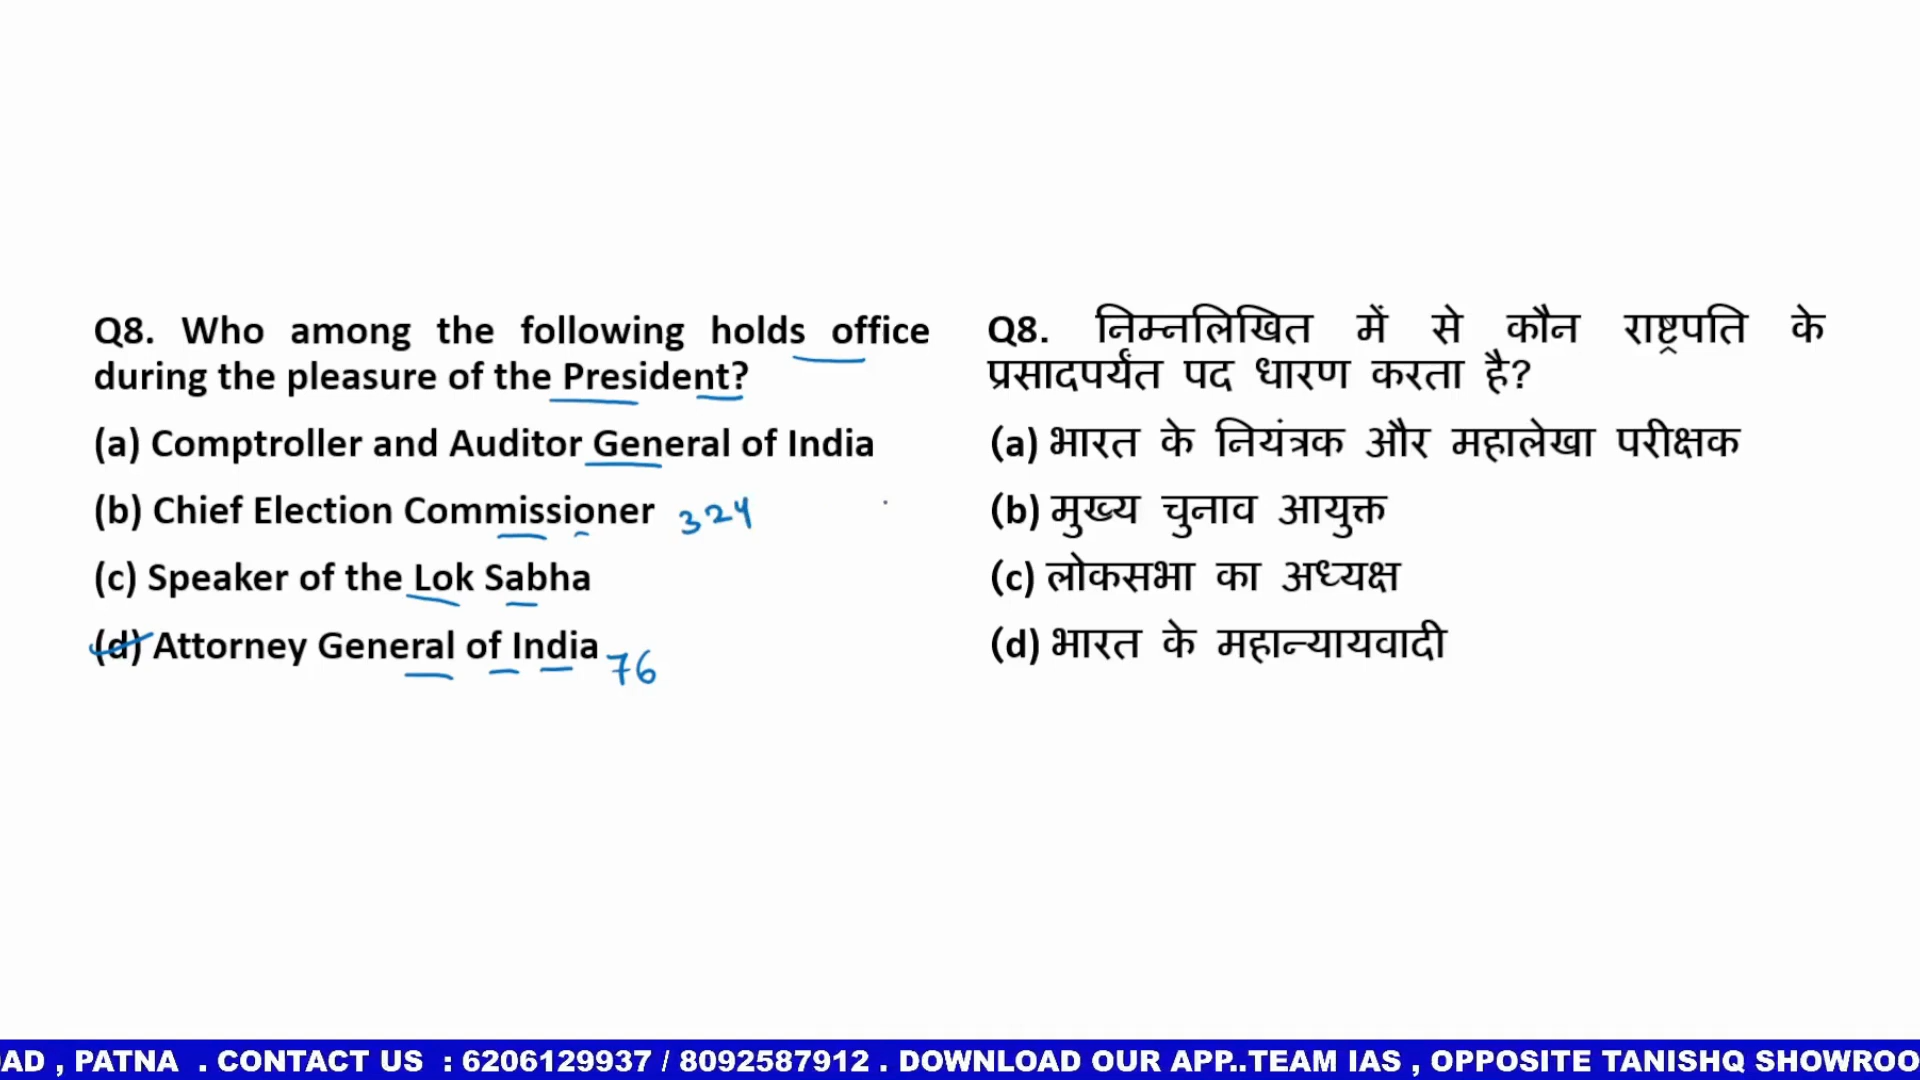 Q8. Who among the following holds office
during the pleasure of the President?
(a) Comptroller and Auditor General of India
(b) Chief Election Commissioner 324
(c) Speaker of the Lok Sabha
(d) Attorney General of India 76
Q8. निम्नलिखित में से कौन राष्ट्रपति के
प्रसादपर्यंत पद धारण करता है?
(a) भारत के नियंत्रक और महालेखा परीक्षक
(b) मुख्य चुनाव आयुक्त
(c) लोकसभा का अध्यक्ष
(d) भारत के महान्यायवादी
OAD , PATNA . CONTACT US : 6206129937 / 8092587912 . DOWNLOAD OUR APP..TEAM IAS , OPPOSITE TANISHQ SHOWROO